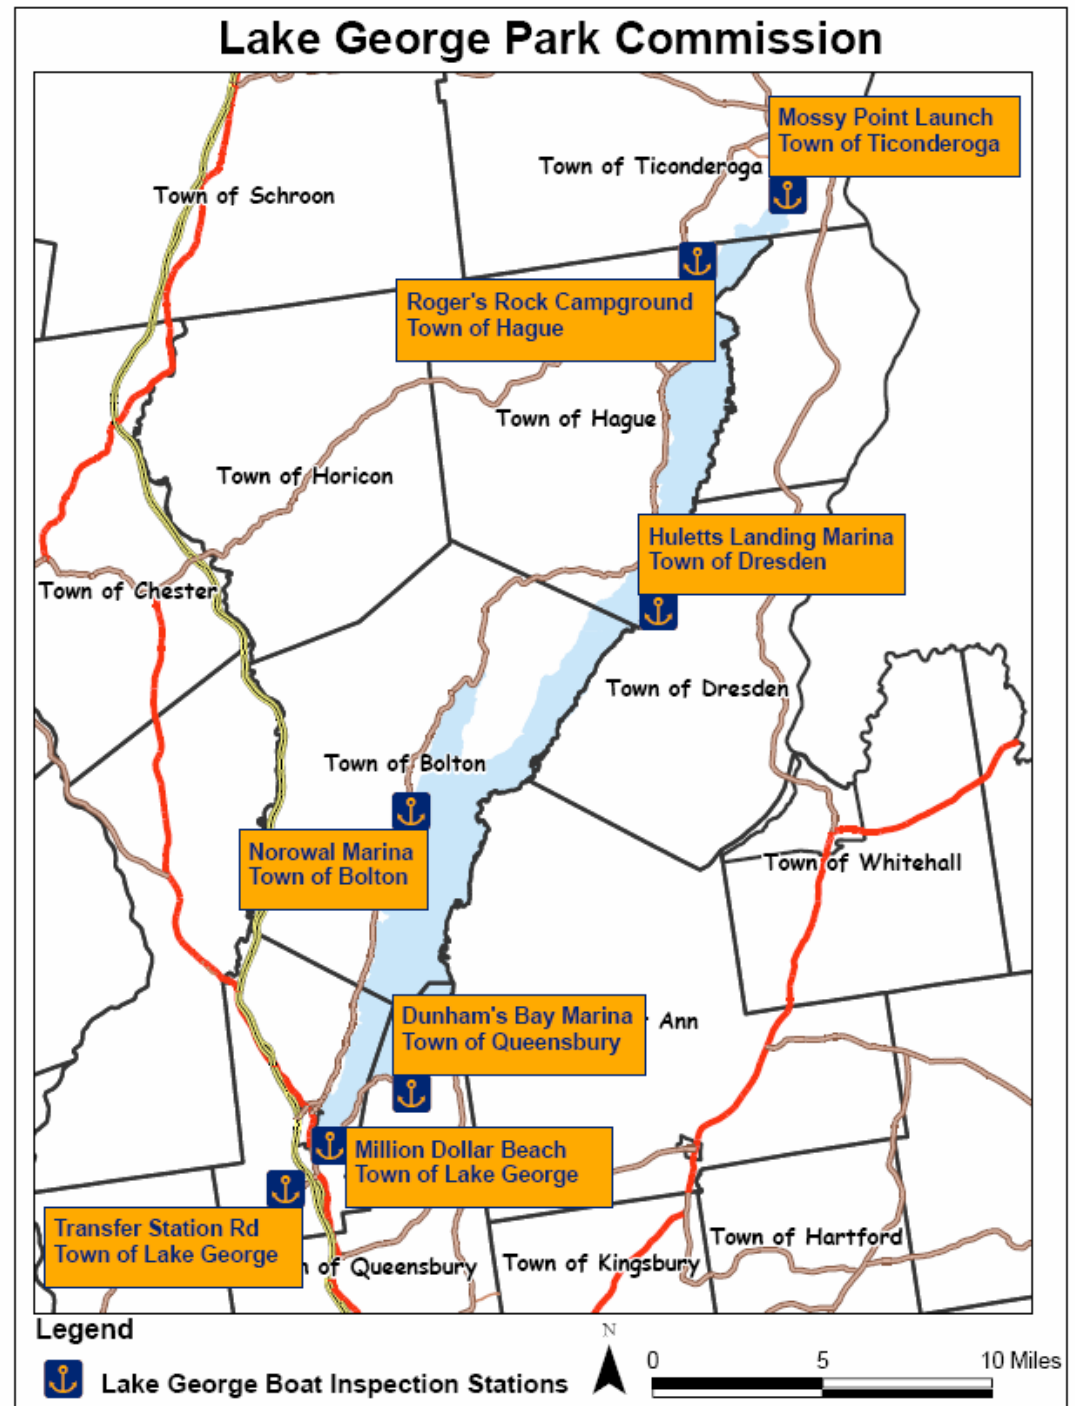 Lake George Park Commission
Mossy Point Launch
Town of Ticonderoga
Town of Ticonderoga
Town of Schroon
Roger's Rock Campground
Town of Hague
Town of Hague
Town of Horicon
Huletts Landing Marina
Town of Dresden
Town of Chester
Town of Dresden
Town of Bolton
Norowal Marina
Town of Bolton
Town of Whitehall
Dunham's Bay Marina
Town of Queensbury
Ann
Million Dollar Beach
Town of Lake George
Transfer Station Rd
Town of Lake George
of Queensbury
Town of Kingsbury
Town of Hartford
Legend
Lake George Boat Inspection Stations
N
0 5 10 Miles